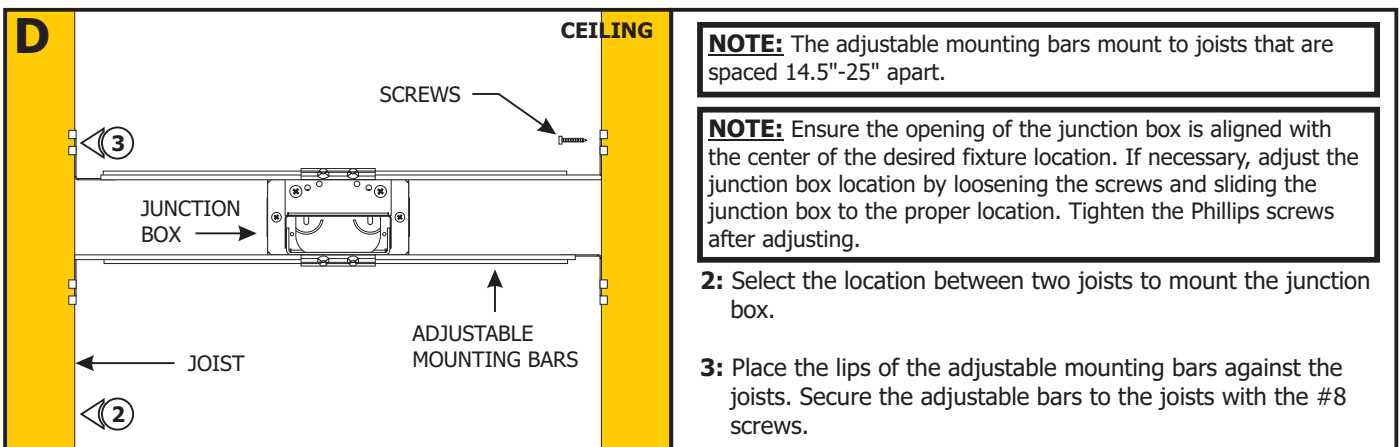 D
CEILING
SCREWS
3
JUNCTION
BOX
ADJUSTABLE
MOUNTING BARS
JOIST
2
NOTE: The adjustable mounting bars mount to joists that are
spaced 14.5"-25" apart.
NOTE: Ensure the opening of the junction box is aligned with
the center of the desired fixture location. If necessary, adjust the
junction box location by loosening the screws and sliding the
junction box to the proper location. Tighten the Phillips screws
after adjusting.
2: Select the location between two joists to mount the junction
box.
3: Place the lips of the adjustable mounting bars against the
joists. Secure the adjustable bars to the joists with the #8
screws.